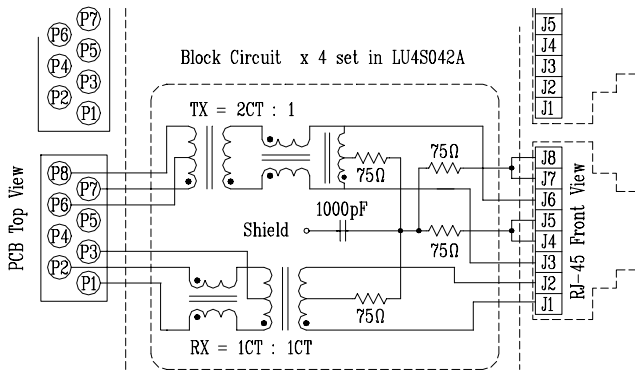 P7
P6
P5
P4
P3
P2
P1
J5
J4
J3
J2
J1
Block Circuit x 4 set in LU4S042A
TX = 2CT : 1
75Ω
75Ω
1000pF
Shield
75Ω
75Ω
RX = 1CT : 1CT
PCB Top View
P8
P7
P6
P5
P4
P3
P2
P1
J8
J7
J6
J5
J4
J3
J2
J1
RJ-45 Front View